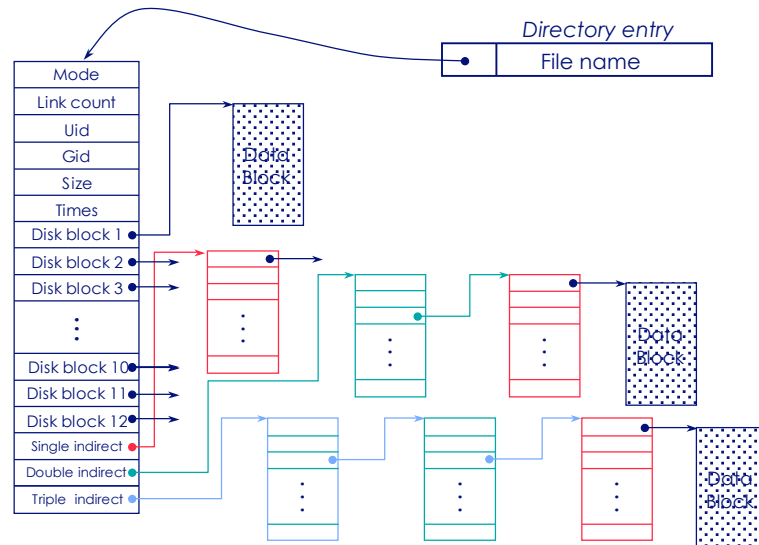 Directory entry
File name
Mode
Link count
Uid
Gid
Size
Times
Disk block 1
Disk block 2
Disk block 3
Disk block 10
Disk block 11
Disk block 12
Single indirect
Double indirect
Triple indirect
Data
Block
Data
Block
Data
Block